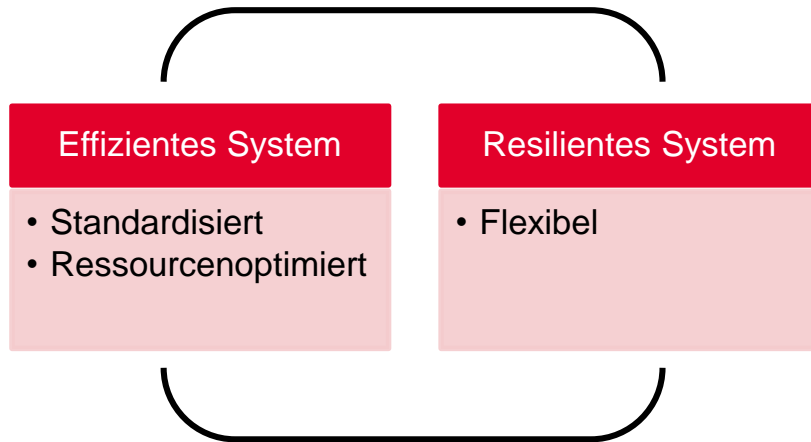 Effizientes System
• Standardisiert
• Ressourcenoptimiert
Resilientes System
• Flexibel